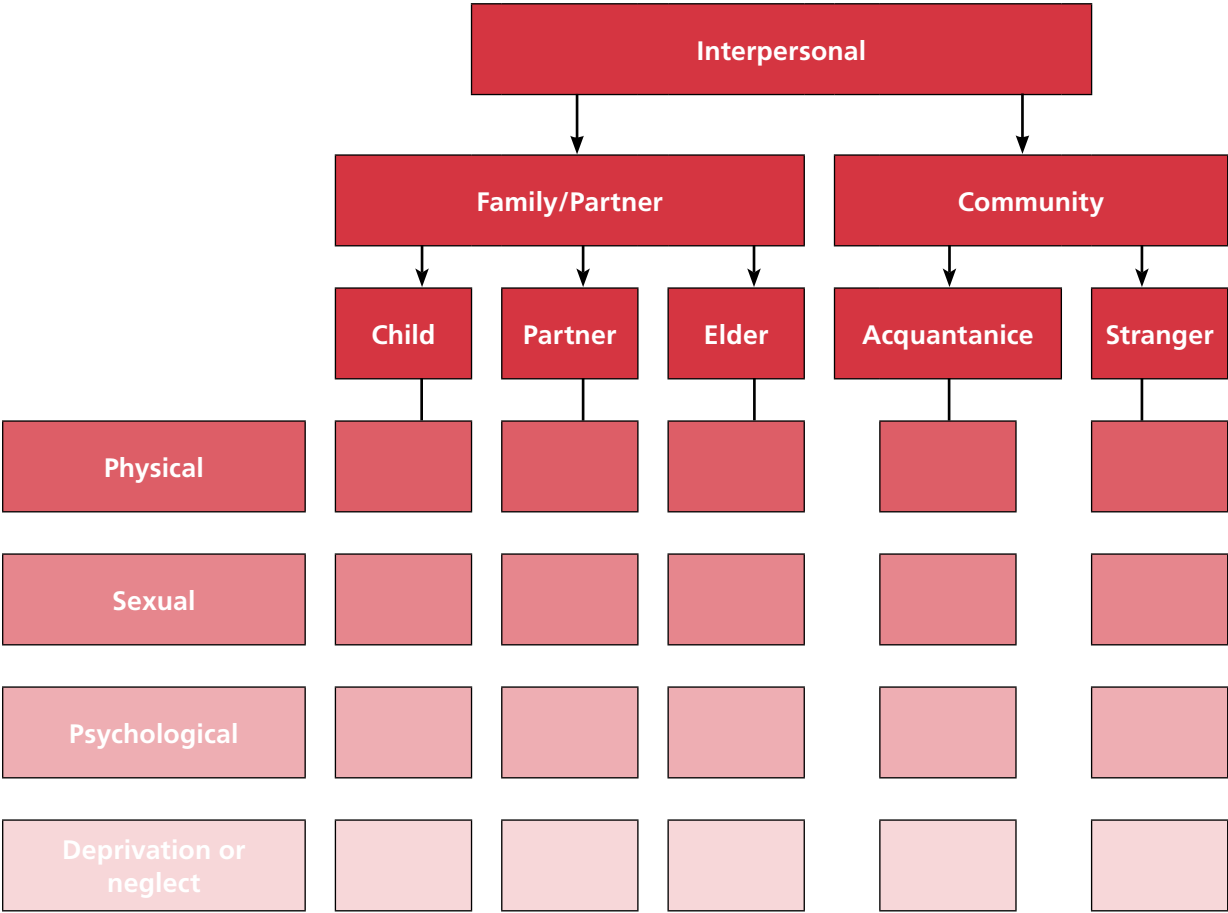 Interpersonal
Family/Partner
Community
Child
Partner
Elder
Acquantanice
Stranger
Physical
Sexual
Psychological
Deprivation or
neglect